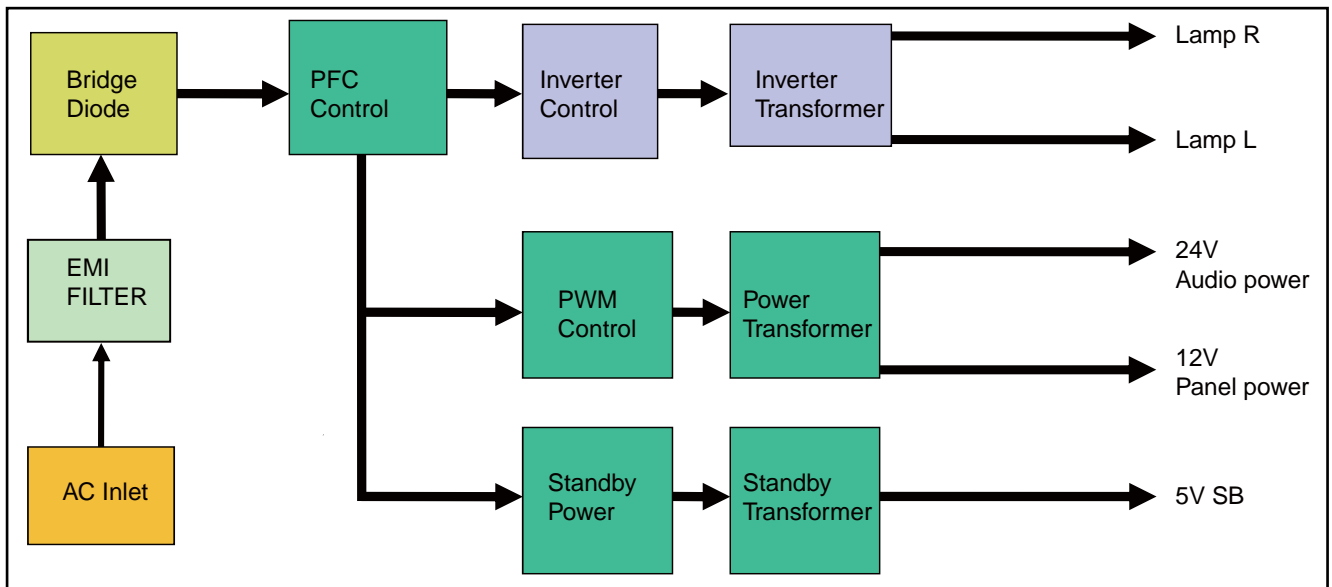 Bridge
Diode
PFC
Control
Inverter
Control
Inverter
Transformer
Lamp R
Lamp L
EMI
FILTER
PWM
Control
Power
Transformer
24V
Audio power
12V
Panel power
AC Inlet
Standby
Power
Standby
Transformer
5V SB